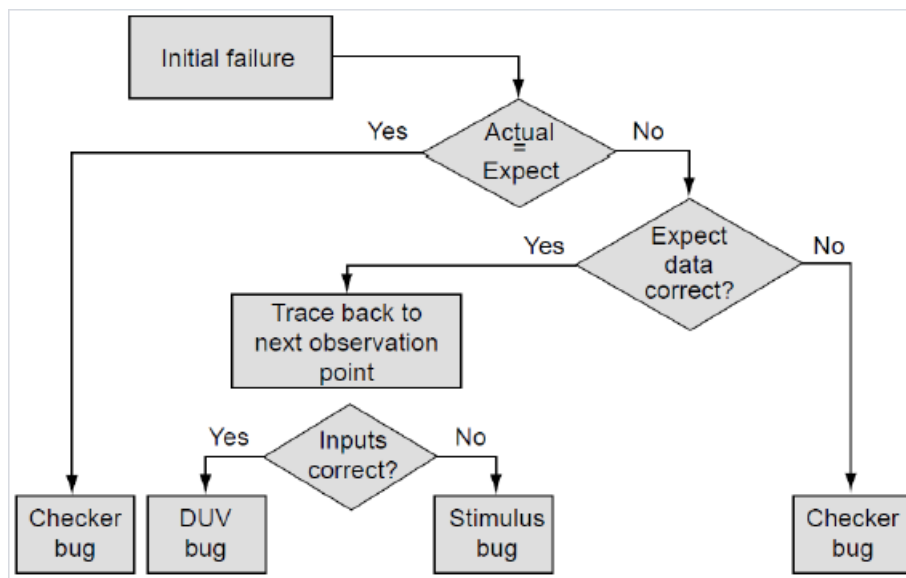 Initial failure
Yes
Actual
=
Expect
No
Yes
Expect
data
correct?
No
Trace back to
next observation
point
Yes
Inputs
correct?
No
Checker
bug
DUV
bug
Stimulus
bug
Checker
bug